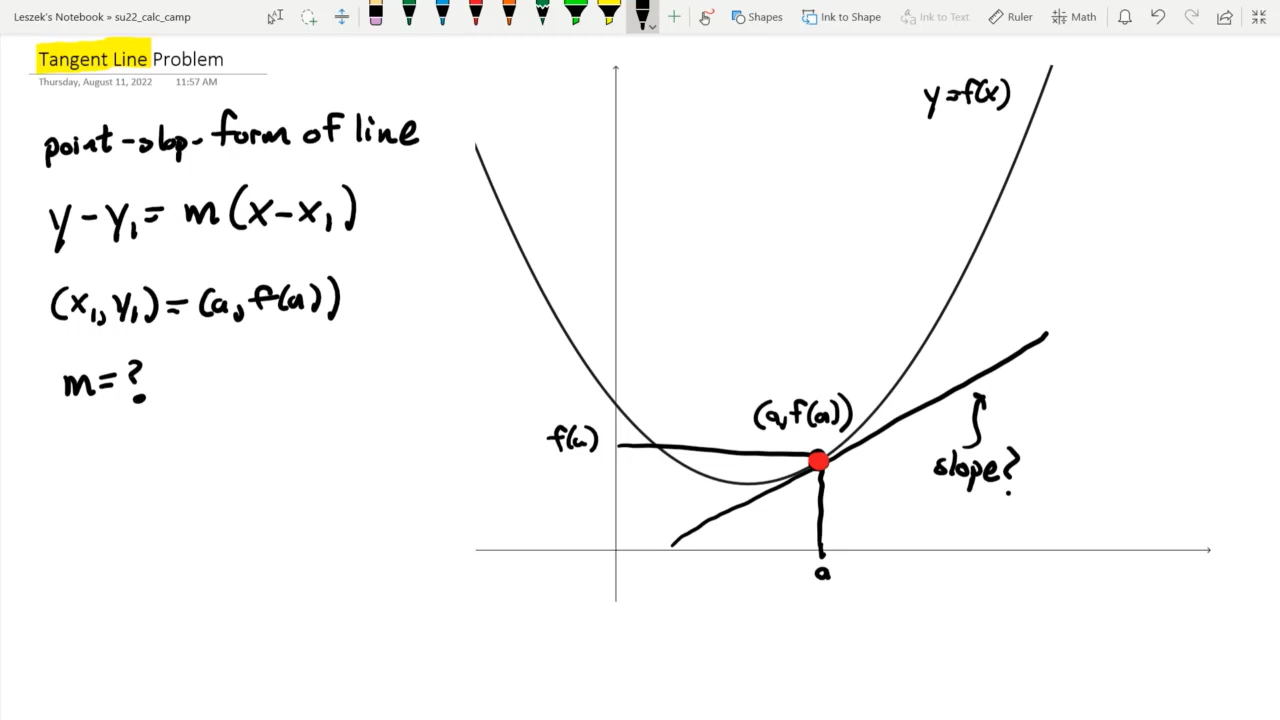 Leszek's Notebook » su22_calc_camp
Shapes Ink to Shape Ink to Text Ruler Math
Tangent Line Problem
Thursday, August 11, 2022 11:57 AM
point-slop- form of line
y-y₁= m(x-x₁)
(x₁,y₁)=(a,f(a))
m=?
y=f(x)
(a,f(a))
f(a)
slope?
a